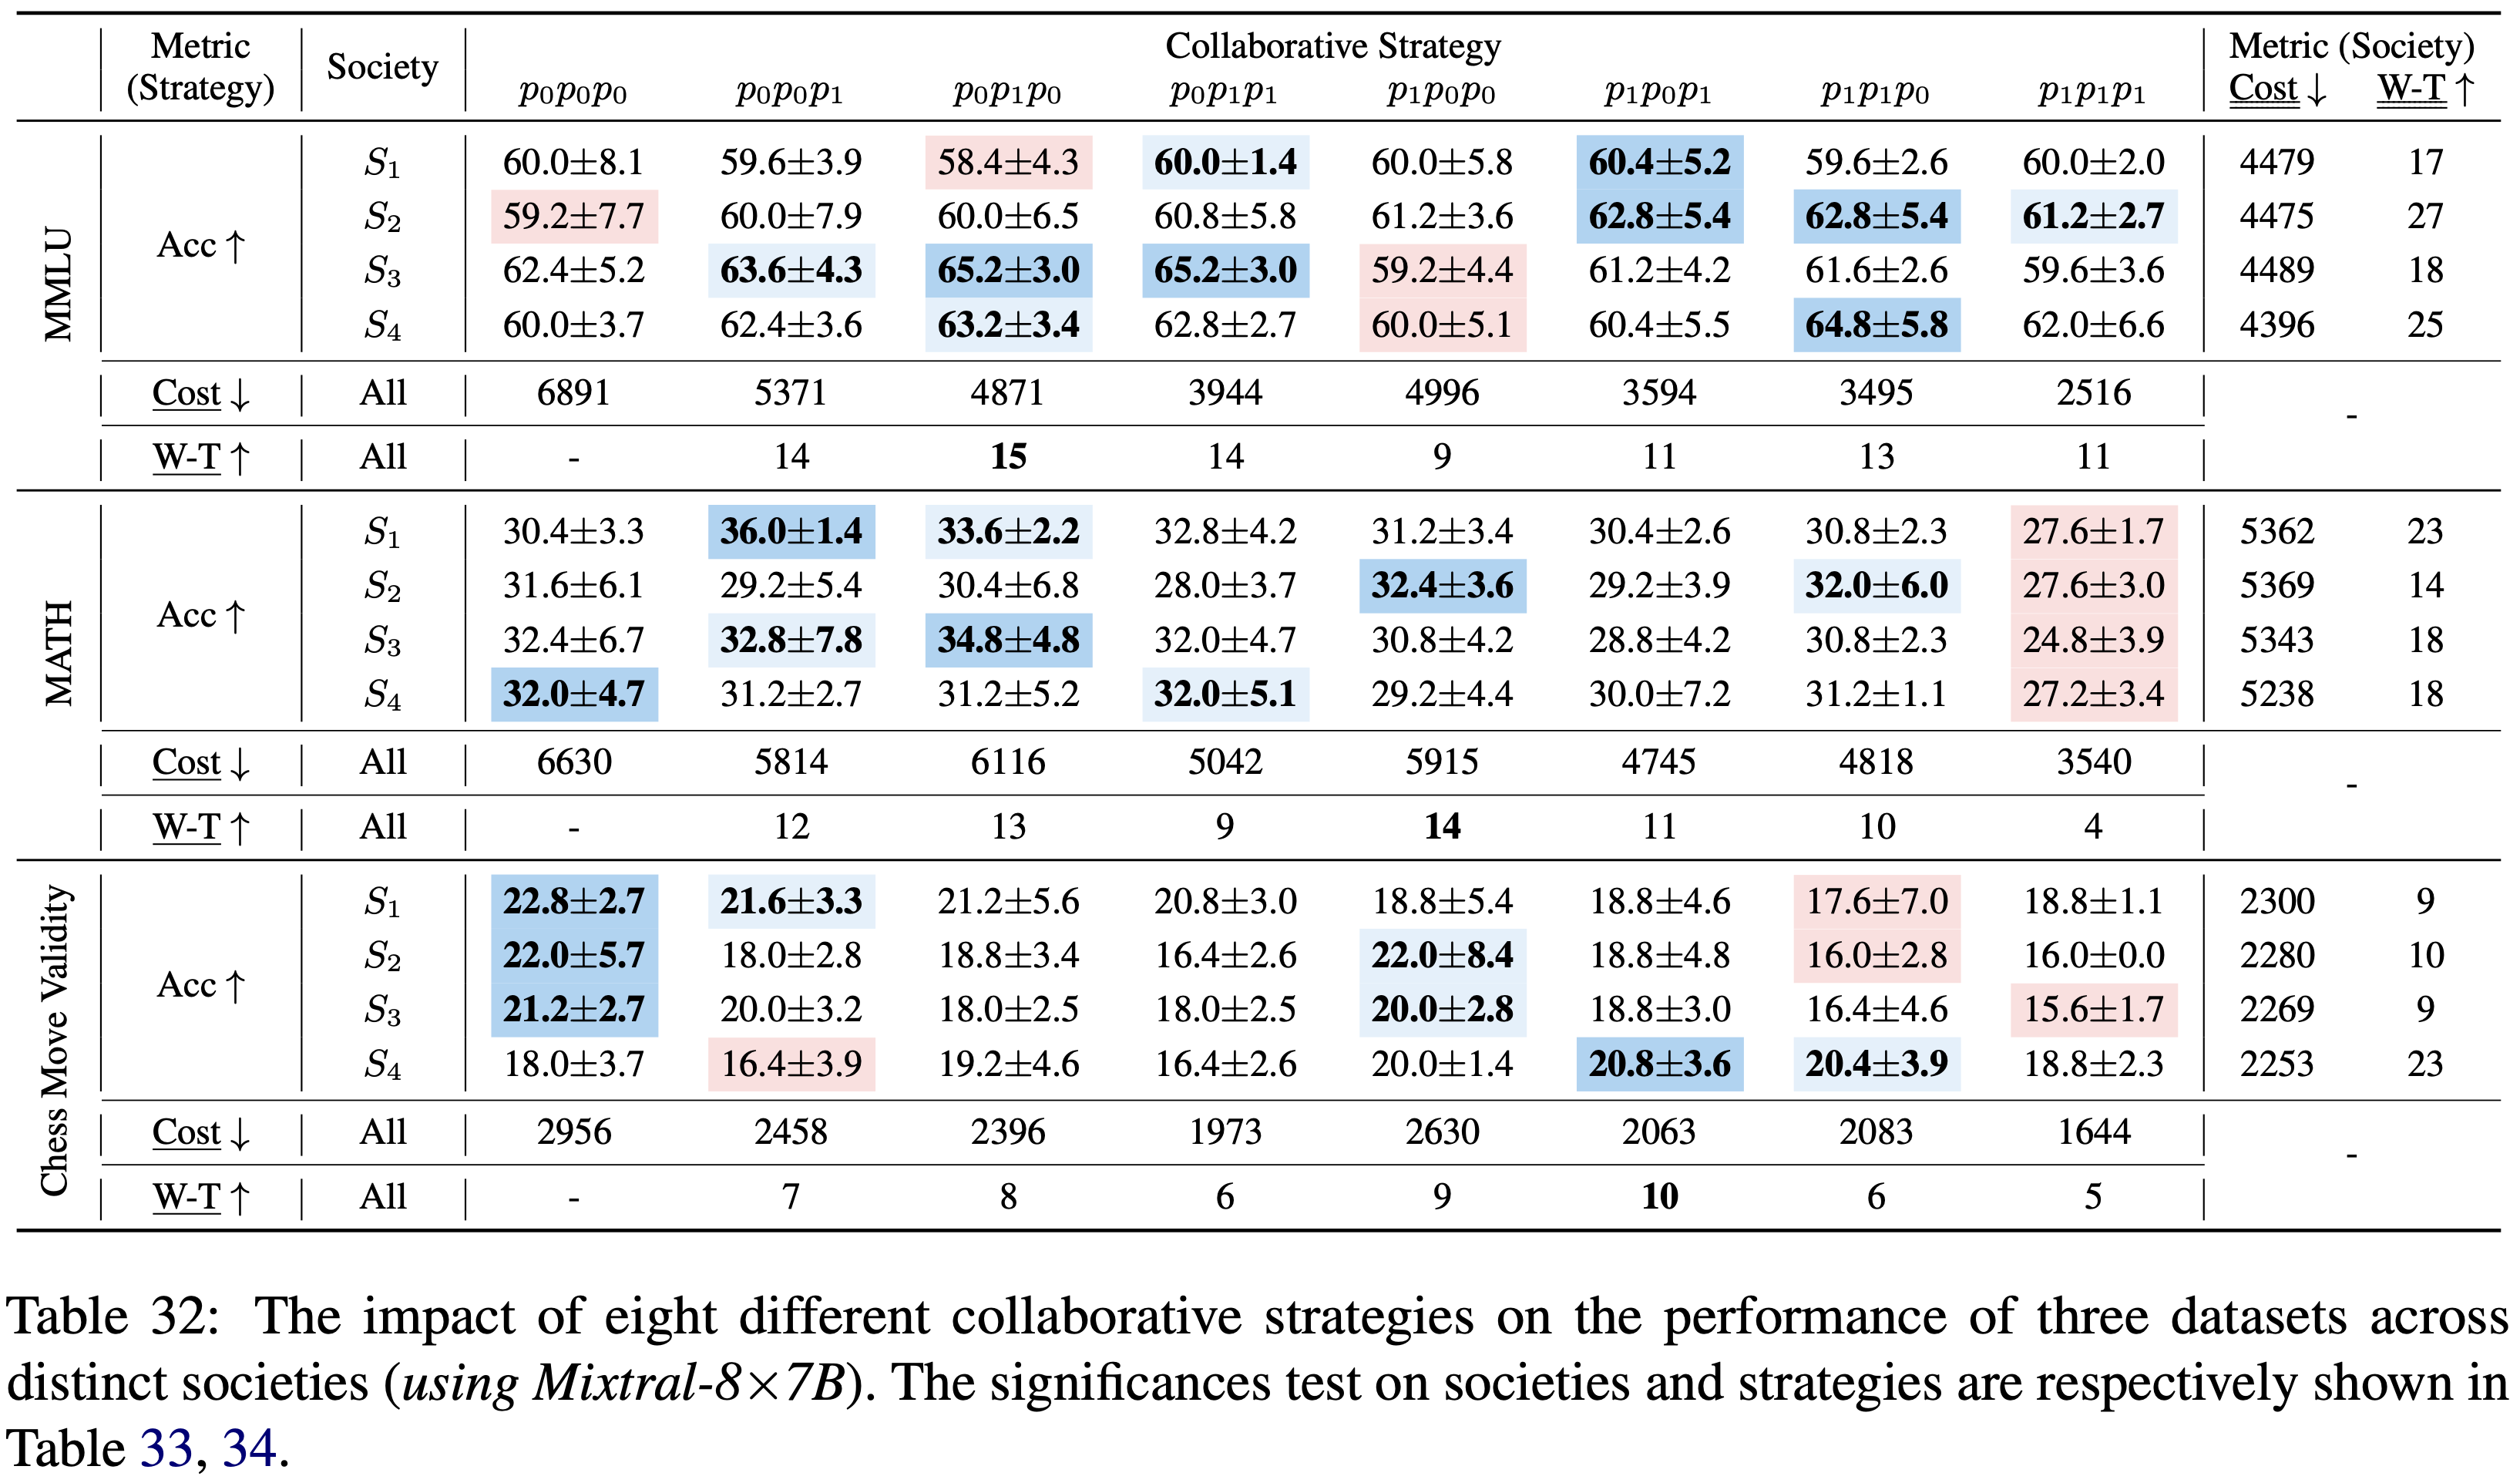 Metric Collaborative Strategy Metric (Society)
(Strategy) Society p₀p₀p₀ p₀p₀p₁ p₀p₁p₀ p₀p₁p₁ p₁p₀p₀ p₁p₀p₁ p₁p₁p₀ p₁p₁p₁ Cost ↓ W-T ↑
MMLU
Acc ↑
S₁ 60.0±8.1 59.6±3.9 58.4±4.3 60.0±1.4 60.0±5.8 60.4±5.2 59.6±2.6 60.0±2.0 4479 17
S₂ 59.2±7.7 60.0±7.9 60.0±6.5 60.8±5.8 61.2±3.6 62.8±5.4 62.8±5.4 61.2±2.7 4475 27
S₃ 62.4±5.2 63.6±4.3 65.2±3.0 65.2±3.0 59.2±4.4 61.2±4.2 61.6±2.6 59.6±3.6 4489 18
S₄ 60.0±3.7 62.4±3.6 63.2±3.4 62.8±2.7 60.0±5.1 60.4±5.5 64.8±5.8 62.0±6.6 4396 25
Cost ↓ All 6891 5371 4871 3944 4996 3594 3495 2516 -
W-T ↑ All - 14 15 14 9 11 13 11
MATH
Acc ↑
S₁ 30.4±3.3 36.0±1.4 33.6±2.2 32.8±4.2 31.2±3.4 30.4±2.6 30.8±2.3 27.6±1.7 5362 23
S₂ 31.6±6.1 29.2±5.4 30.4±6.8 28.0±3.7 32.4±3.6 29.2±3.9 32.0±6.0 27.6±3.0 5369 14
S₃ 32.4±6.7 32.8±7.8 34.8±4.8 32.0±4.7 30.8±4.2 28.8±4.2 30.8±2.3 24.8±3.9 5343 18
S₄ 32.0±4.7 31.2±2.7 31.2±5.2 32.0±5.1 29.2±4.4 30.0±7.2 31.2±1.1 27.2±3.4 5238 18
Cost ↓ All 6630 5814 6116 5042 5915 4745 4818 3540 -
W-T ↑ All - 12 13 9 14 11 10 4
Chess Move Validity
Acc ↑
S₁ 22.8±2.7 21.6±3.3 21.2±5.6 20.8±3.0 18.8±5.4 18.8±4.6 17.6±7.0 18.8±1.1 2300 9
S₂ 22.0±5.7 18.0±2.8 18.8±3.4 16.4±2.6 22.0±8.4 18.8±4.8 16.0±2.8 16.0±0.0 2280 10
S₃ 21.2±2.7 20.0±3.2 18.0±2.5 18.0±2.5 20.0±2.8 18.8±3.0 16.4±4.6 15.6±1.7 2269 9
S₄ 18.0±3.7 16.4±3.9 19.2±4.6 16.4±2.6 20.0±1.4 20.8±3.6 20.4±3.9 18.8±2.3 2253 23
Cost ↓ All 2956 2458 2396 1973 2630 2063 2083 1644 -
W-T ↑ All - 7 8 6 9 10 6 5
Table 32: The impact of eight different collaborative strategies on the performance of three datasets across
distinct societies (using Mixtral-8×7B). The significances test on societies and strategies are respectively shown in
Table 33, 34.